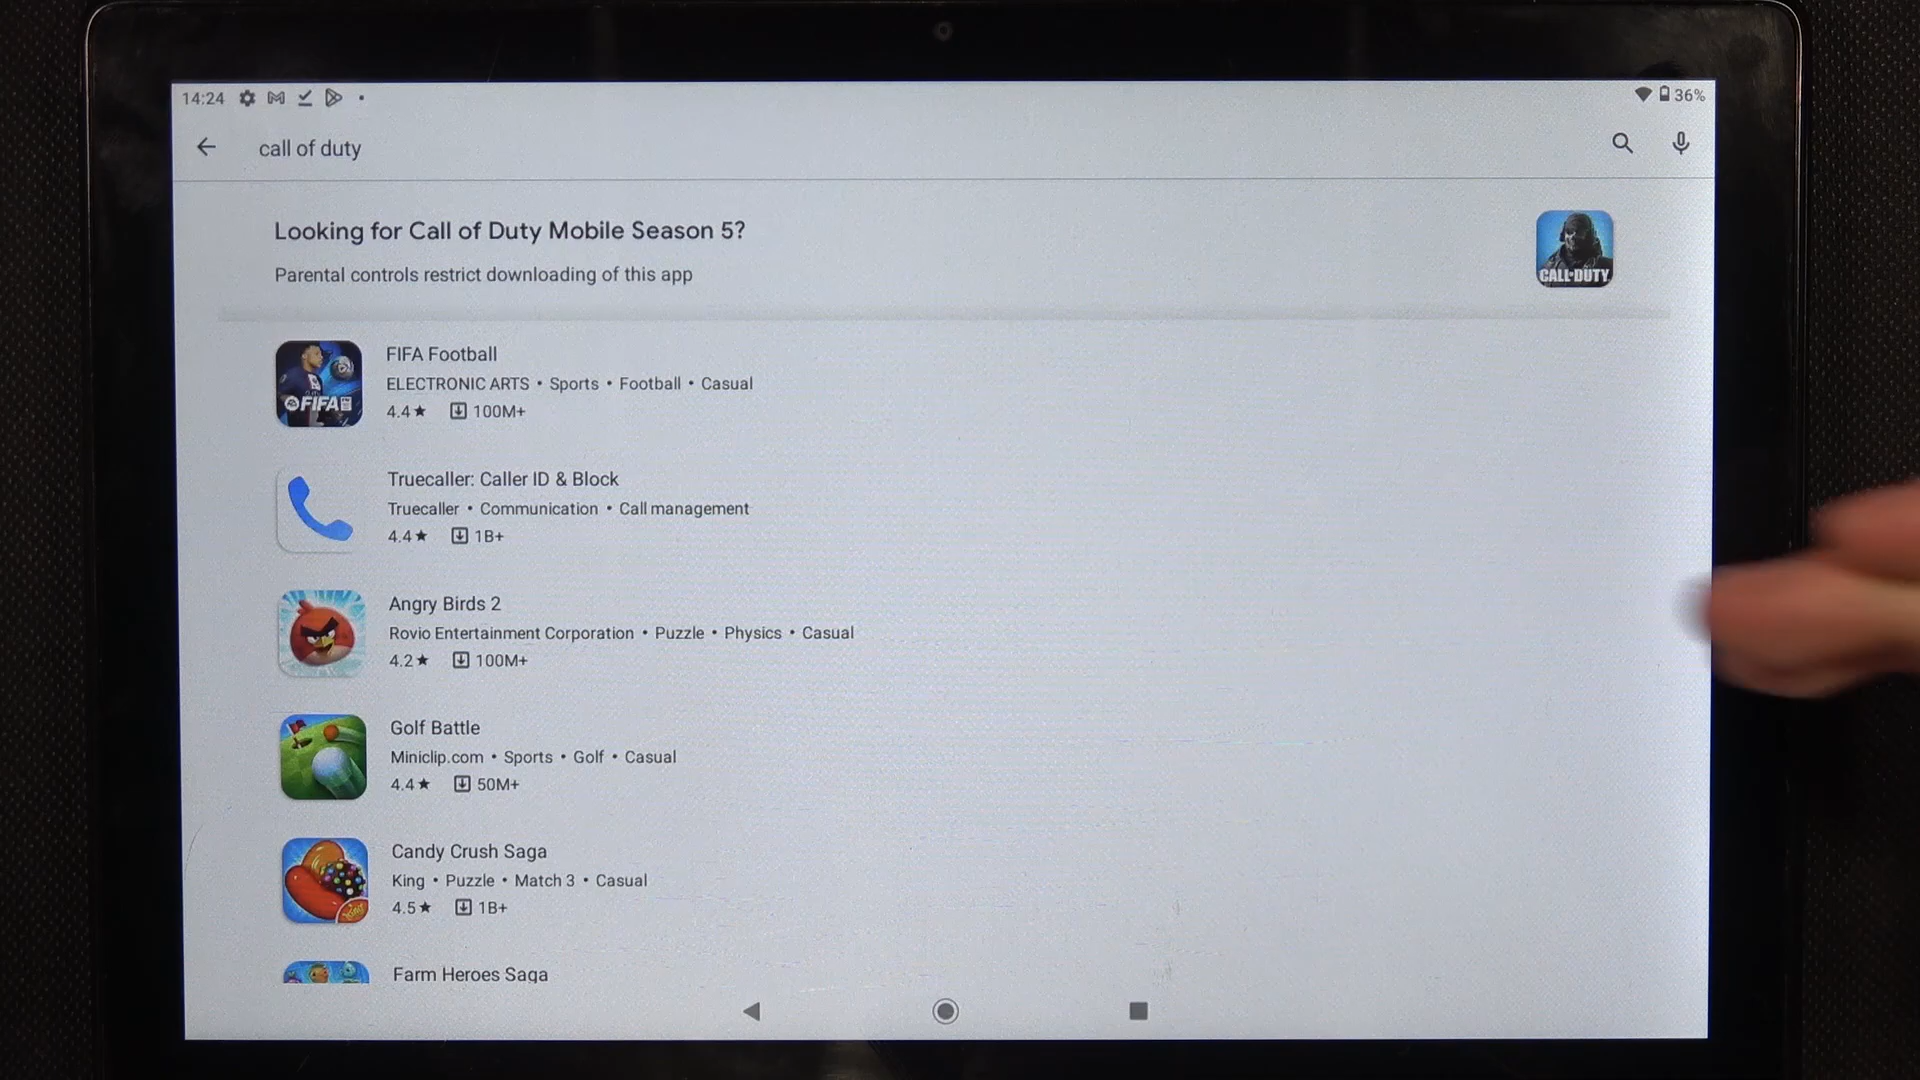 14:24
36%
call of duty
Looking for Call of Duty Mobile Season 5?
Parental controls restrict downloading of this app
CALL OF DUTY
FIFA Football
ELECTRONIC ARTS • Sports • Football • Casual
4.4★ 100M+
FIFA
Truecaller: Caller ID & Block
Truecaller • Communication • Call management
4.4★ 1B+
Angry Birds 2
Rovio Entertainment Corporation • Puzzle • Physics • Casual
4.2★ 100M+
Golf Battle
Miniclip.com • Sports • Golf • Casual
4.4★ 50M+
Candy Crush Saga
King • Puzzle • Match 3 • Casual
4.5★ 1B+
King
Farm Heroes Saga